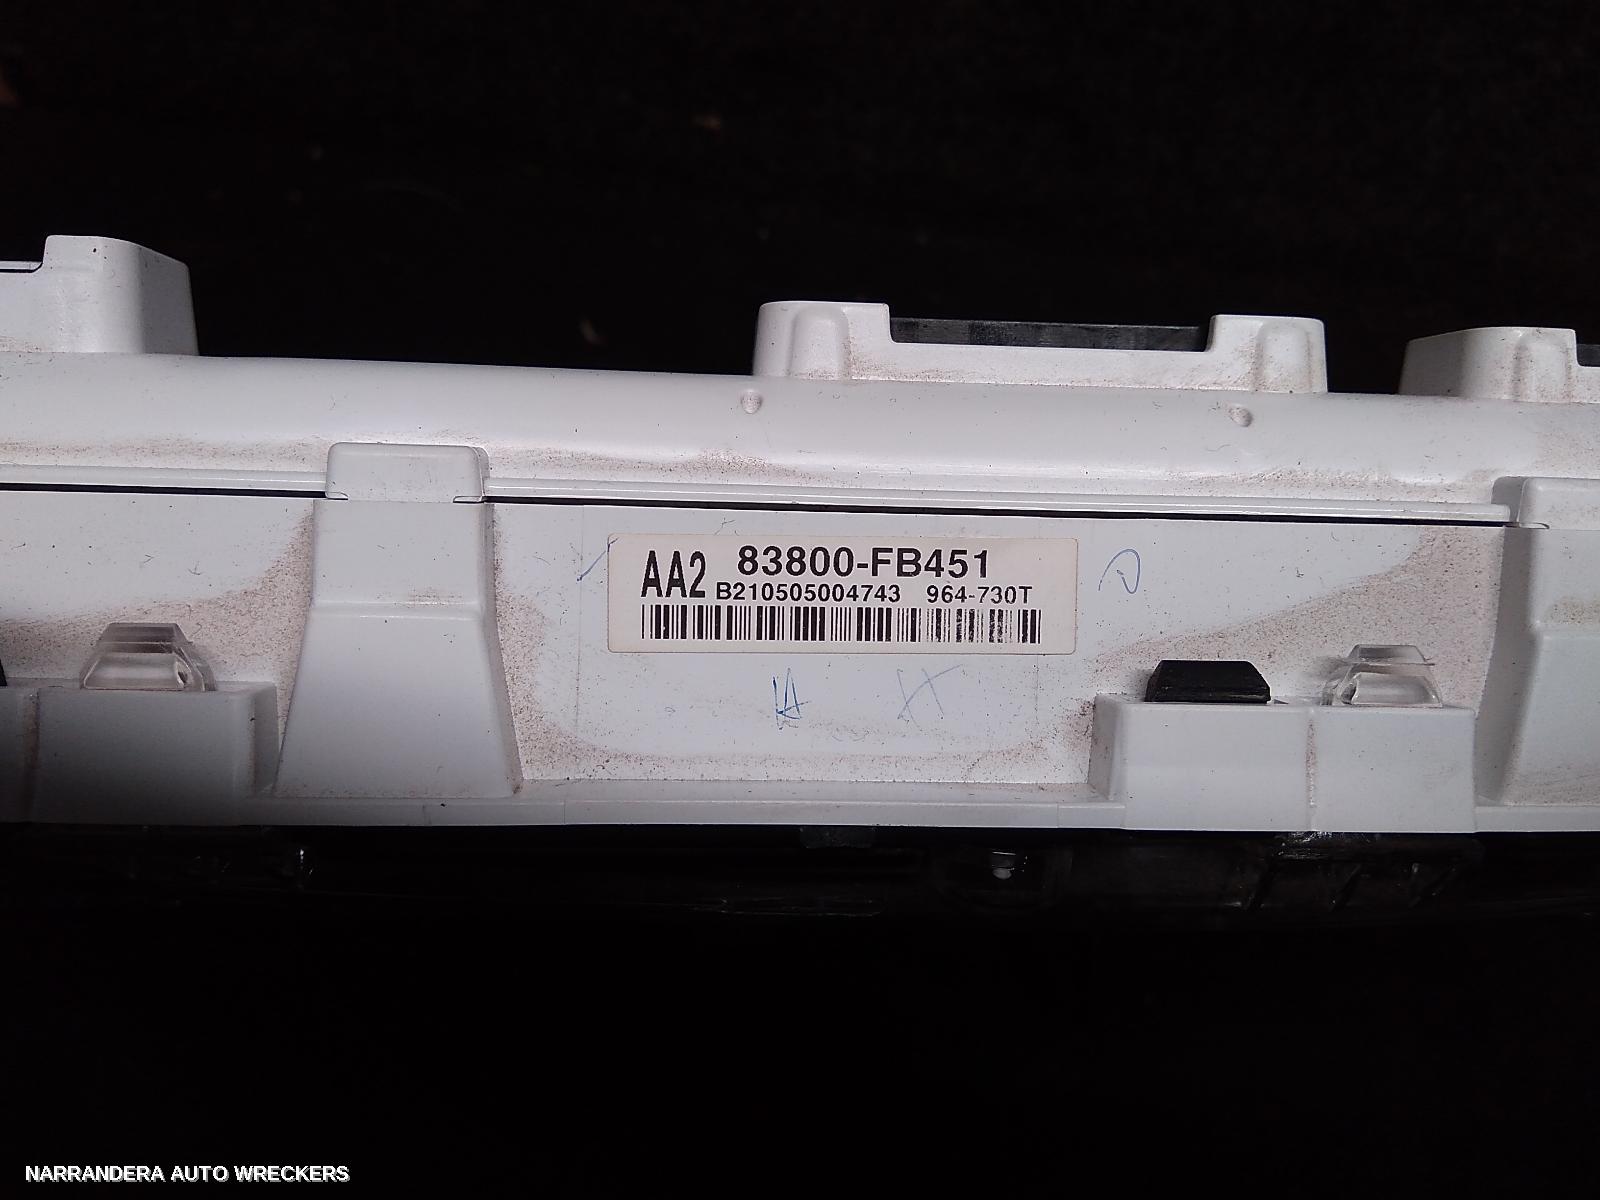 AA2 83800-FB451
B210505004743 964-730T
NARRANDERA AUTO WRECKERS